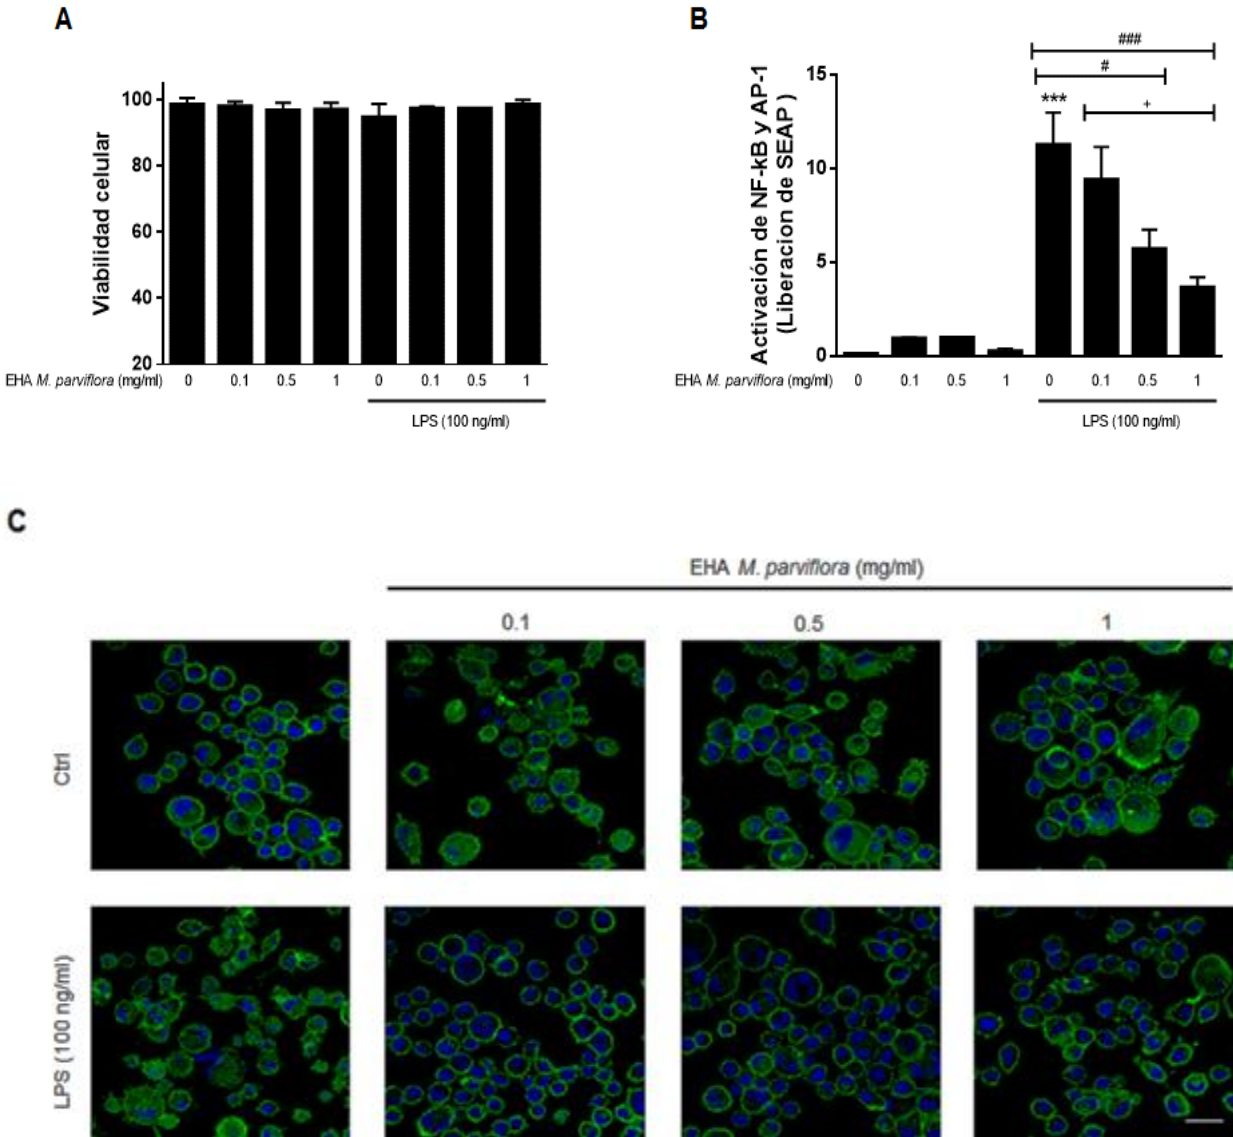 A
Viabilidad celular
100
80
60
40
20
EHA M. parviflora (mg/ml) 0 0.1 0.5 1 0 0.1 0.5 1
LPS (100 ng/ml)
B
Activación de NF-kB y AP-1
(Liberacion de SEAP )
15
10
5
0
###
#
***
+
EHA M. parviflora (mg/ml) 0 0.1 0.5 1 0 0.1 0.5 1
LPS (100 ng/ml)
C
EHA M. parviflora (mg/ml)
0.1 0.5 1
Ctrl
LPS (100 ng/ml)